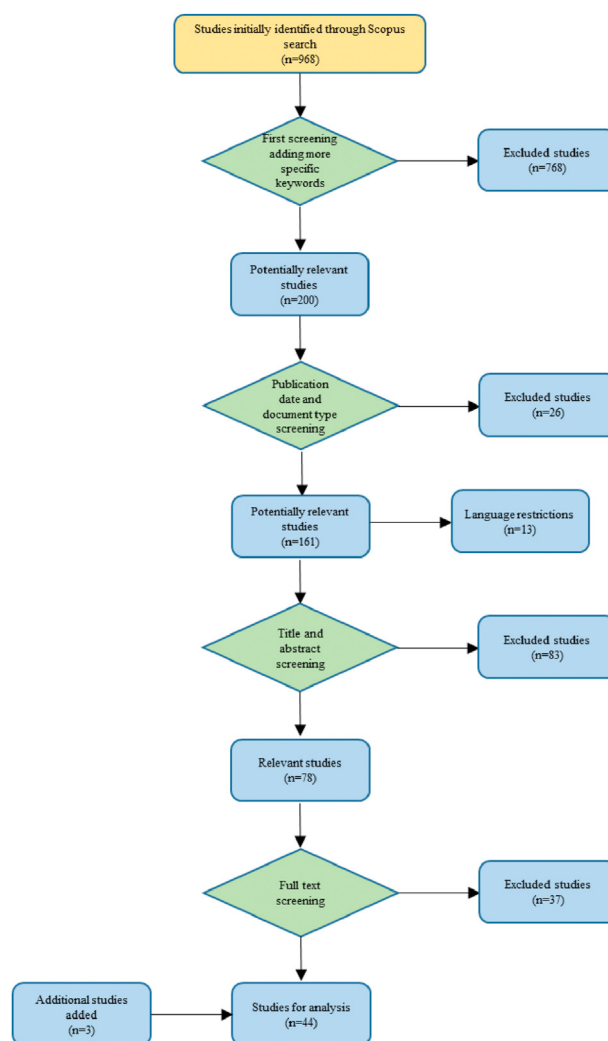 Studies initially identified through Scopus
search
(n=968)
First screening
adding more
specific
keywords
Excluded studies
(n=768)
Potentially relevant
studies
(n=200)
Publication
date and
document type
screening
Excluded studies
(n=26)
Potentially relevant
studies
(n=161)
Language restrictions
(n=13)
Title and
abstract
screening
Excluded studies
(n=83)
Relevant studies
(n=78)
Full text
screening
Excluded studies
(n=37)
Additional studies
added
(n=3)
Studies for analysis
(n=44)